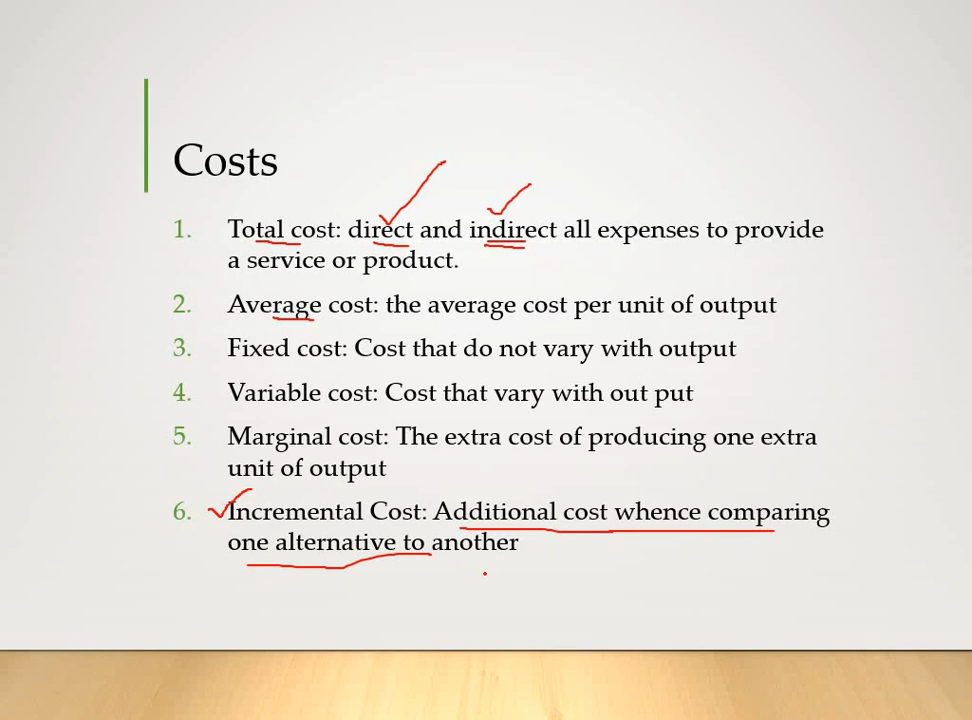 Costs
1. Total cost: direct and indirect all expenses to provide
a service or product.
2. Average cost: the average cost per unit of output
3. Fixed cost: Cost that do not vary with output
4. Variable cost: Cost that vary with out put
5. Marginal cost: The extra cost of producing one extra
unit of output
6. Incremental Cost: Additional cost whence comparing
one alternative to another